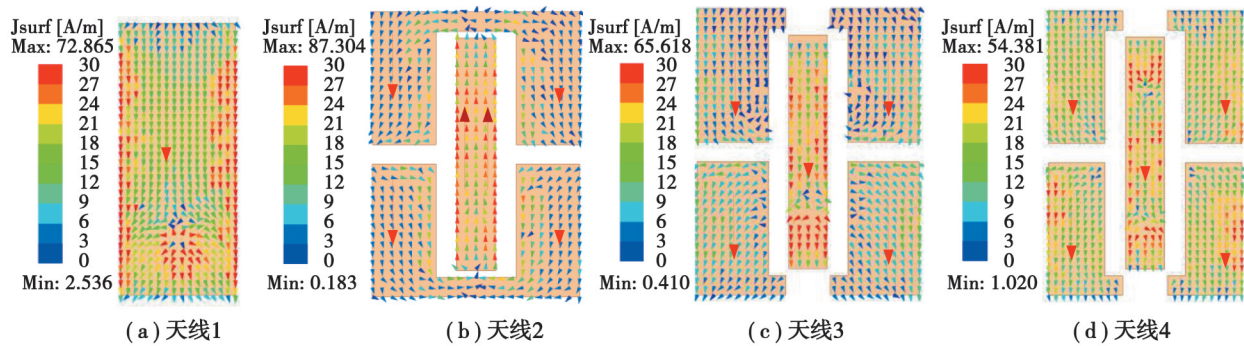 Jsurf [A/m]
Max: 72.865
30
27
24
21
18
15
12
9
6
3
0
Min: 2.536
(a)天线1
Jsurf [A/m]
Max: 87.304
30
27
24
21
18
15
12
9
6
3
0
Min: 0.183
(b)天线2
Jsurf [A/m]
Max: 65.618
30
27
24
21
18
15
12
9
6
3
0
Min: 0.410
(c)天线3
Jsurf [A/m]
Max: 54.381
30
27
24
21
18
15
12
9
6
3
0
Min: 1.020
(d)天线4